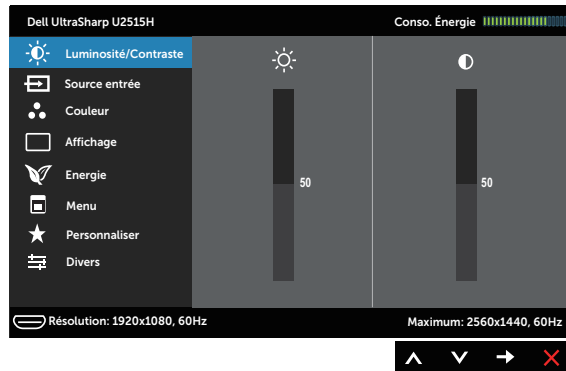 Dell UltraSharp U2515H
Conso. Énergie
Luminosité/Contraste
Source entrée
Couleur
Affichage
Energie
Menu
Personnaliser
Divers
50
50
Résolution: 1920x1080, 60Hz
Maximum: 2560x1440, 60Hz